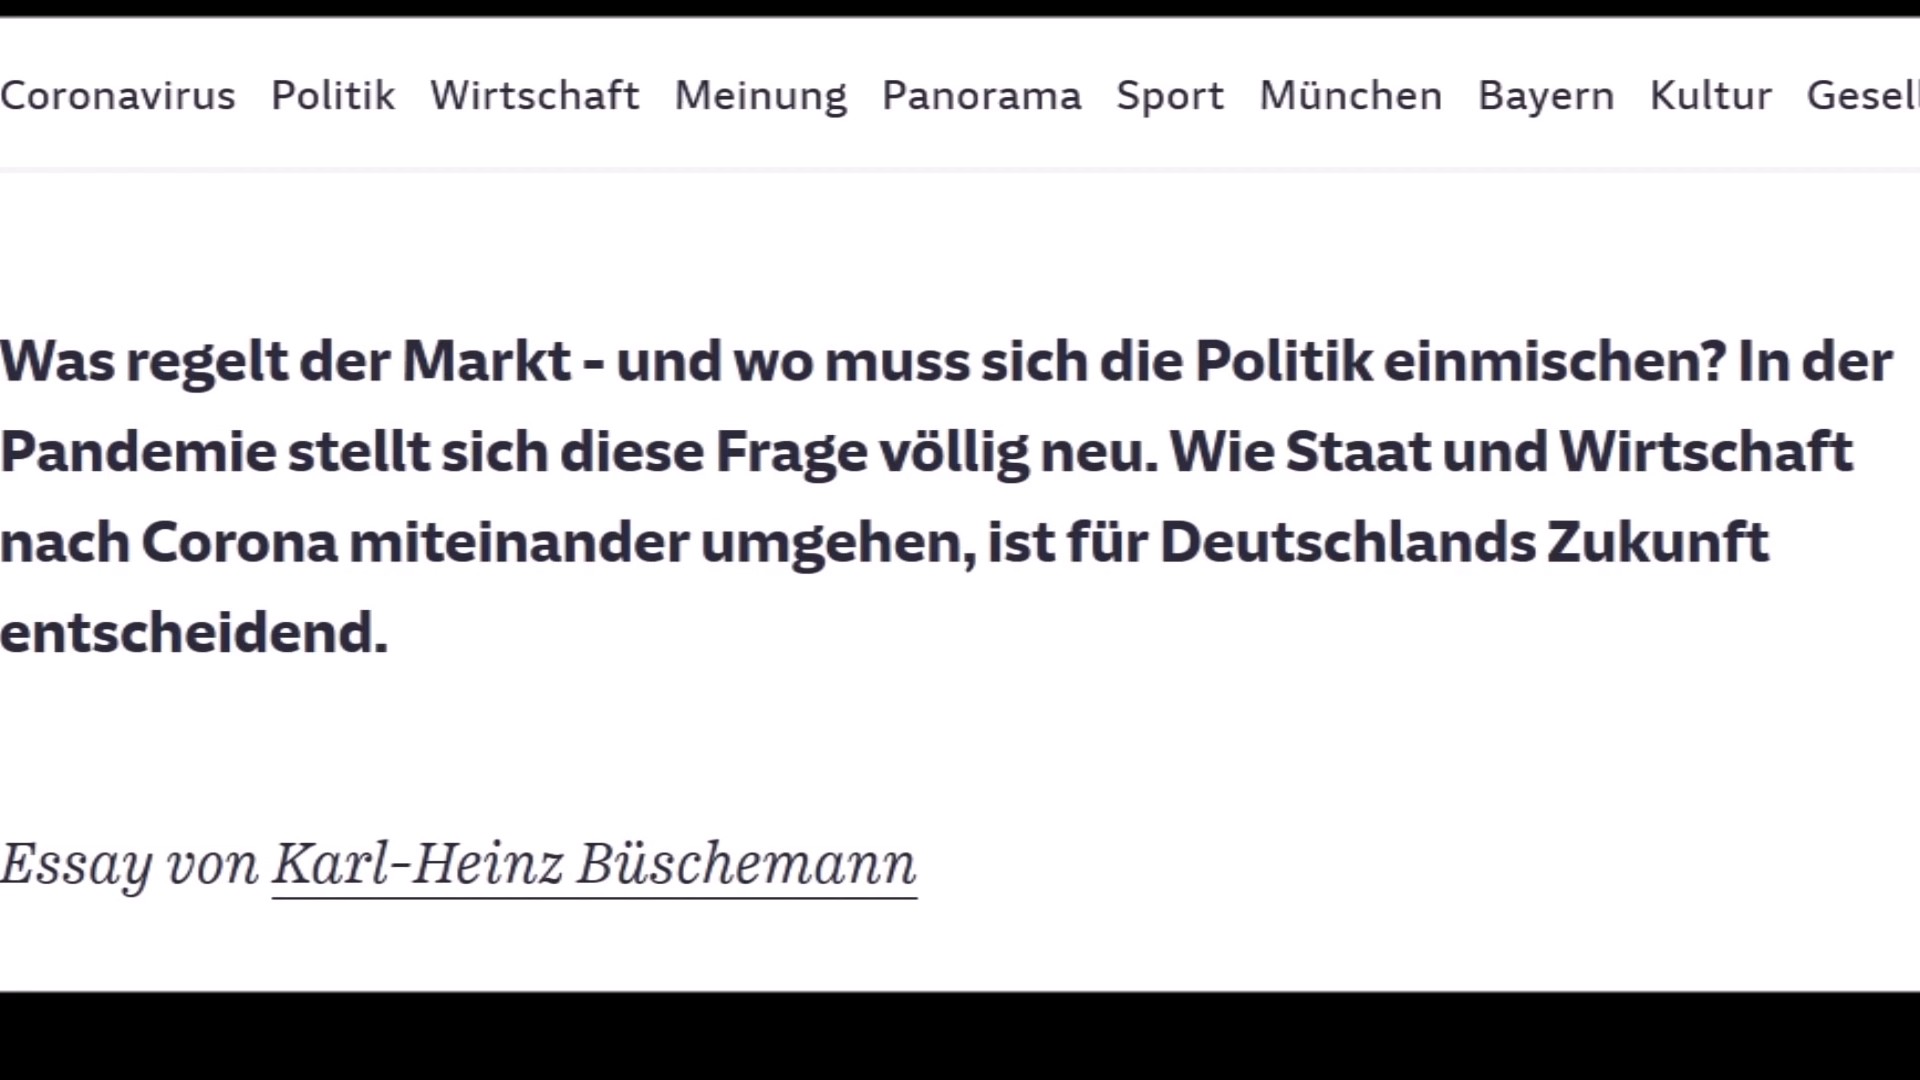 Coronavirus Politik Wirtschaft Meinung Panorama Sport München Bayern Kultur
Was regelt der Markt - und wo muss sich die Politik einmischen? In der
Pandemie stellt sich diese Frage völlig neu. Wie Staat und Wirtschaft
nach Corona miteinander umgehen, ist für Deutschlands Zukunft
entscheidend.
Essay von Karl-Heinz Büschemann